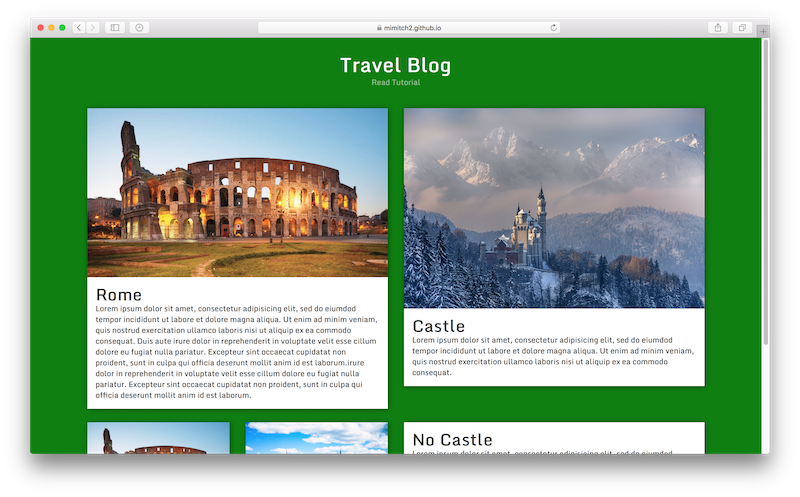 mimitch2.github.io
Travel Blog
Read Tutorial
Rome
Lorem ipsum dolor sit amet, consectetur adipisicing elit, sed do eiumdod
tempor incididunt ut labore et dolore magna aliqua. Ut enim ad minim veniam,
quis nostrud exercitation ullamco laboris nisi ut aliquip ex ea commodo
consequat. Duis aute irure dolor in reprehenderit in voluptate velit esse cillum
dolore eu fugiat nulla pariatur. Excepteur sint occaecat cupidatat non
proident, sunt in culpa qui officia deserunt mollit anim id est laborum.irure
dolor in reprehenderit in voluptate velit esse cillum dolore eu fugiat nulla
pariatur. Excepteur sint occaecat cupidatat non proident, sunt in culpa qui
officia deserunt mollit anim id est laborum.
Castle
Lorem ipsum dolor sit amet, consectetur adipisicing elit, sed do eiumdod
tempor incididunt ut labore et dolore magna aliqua. Ut enim ad minim veniam,
quis nostrud exercitation ullamco laboris nisi ut aliquip ex ea commodo
consequat.
No Castle